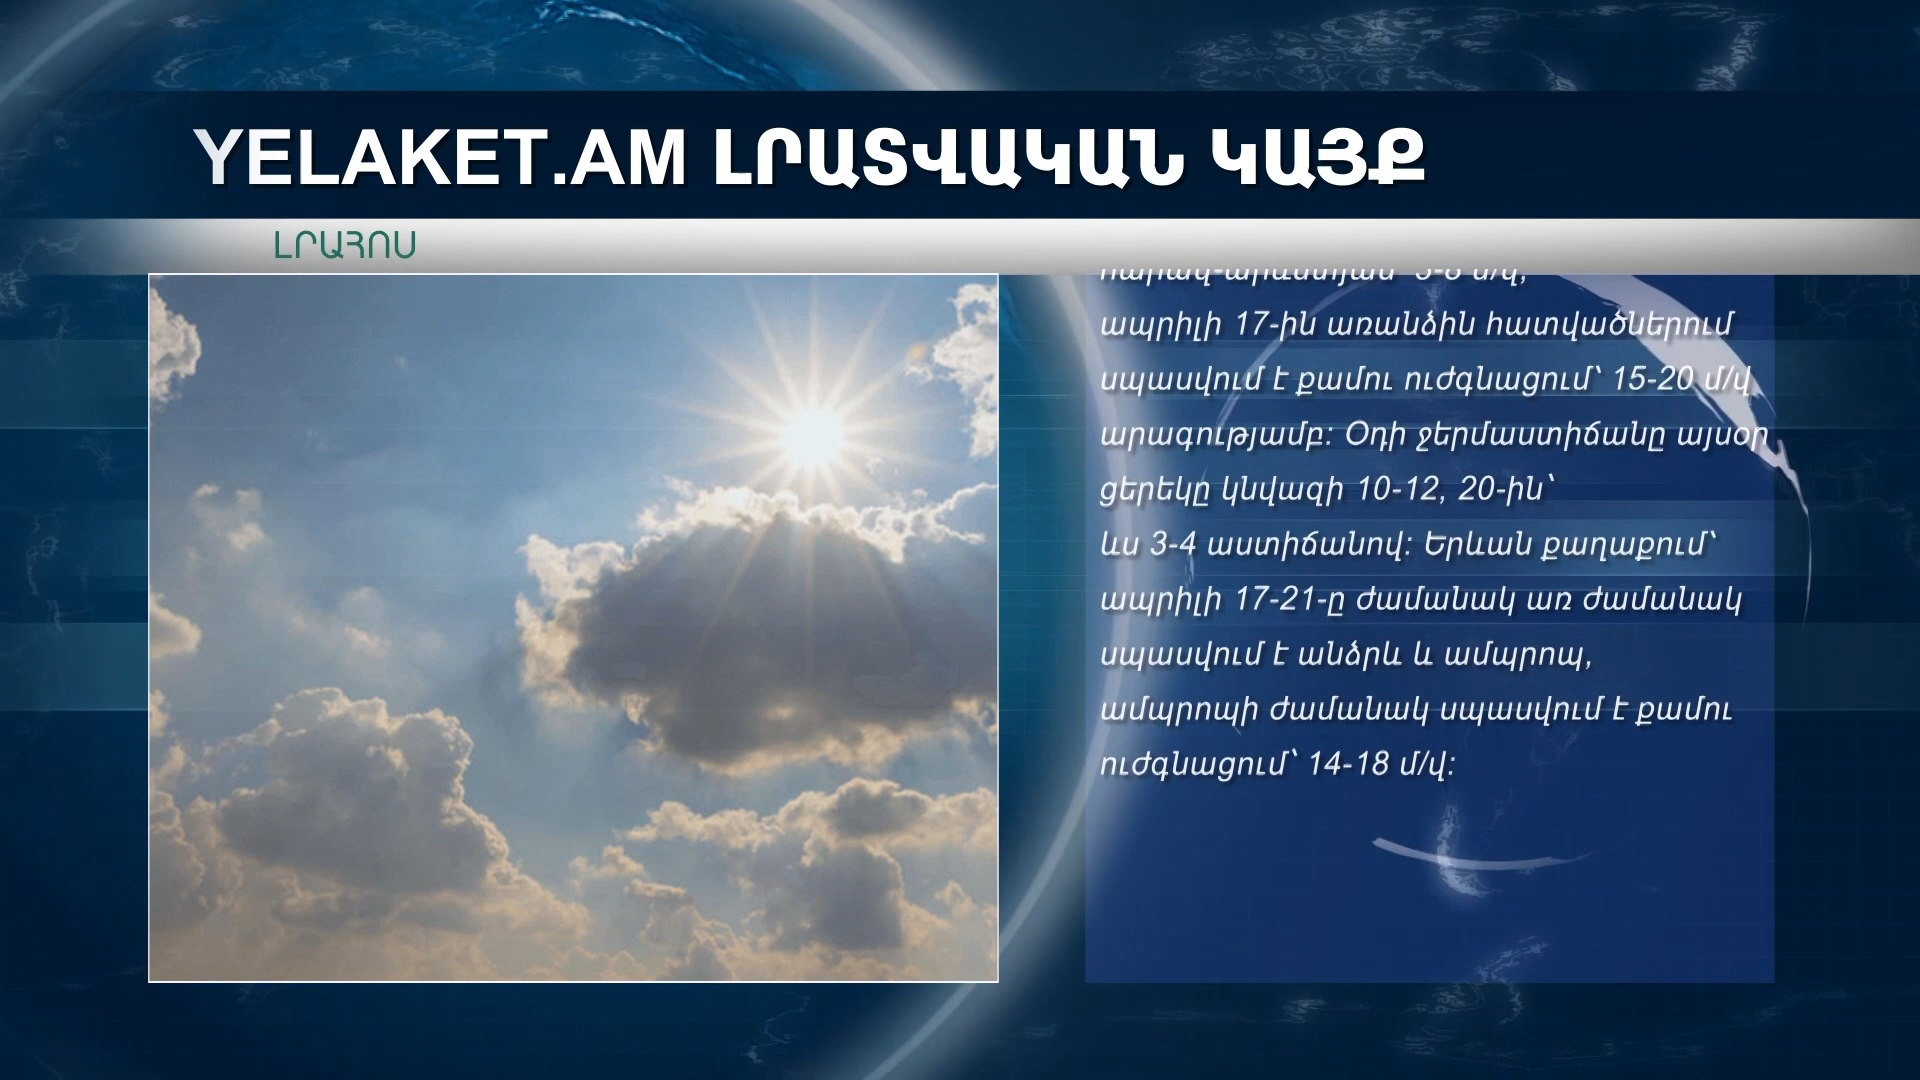 YELAKET.AM ԼՐԱՏՎԱԿԱՆ ԿԱՅՔ
ԼՐԱՀՈՍ
ապրիլի 17-ին առանձին հատվածներում
սպասվում է քամու ուժգնացում՝ 15-20 մ/վ
արագությամբ: Օդի ջերմաստիճանը այսօր
ցերեկը կնվազի 10-12, 20-ին՝
ևս 3-4 աստիճանով: Երևան քաղաքում՝
ապրիլի 17-21-ը ժամանակ առ ժամանակ
սպասվում է անձրև և ամպրոպ,
ամպրոպի ժամանակ սպասվում է քամու
ուժգնացում՝ 14-18 մ/վ: